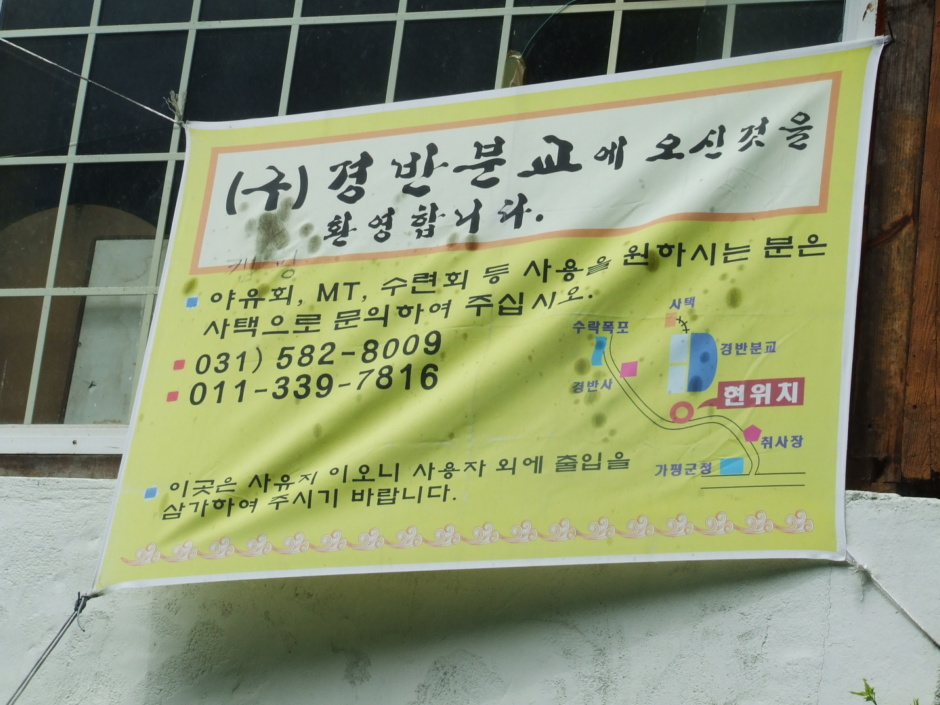 (구) 경반분교에 오신것을
환영합니다.
캠핑
야유회, MT, 수련회 등 사용을 원하시는 분은
사택으로 문의하여 주십시오.
031) 582-8009
011-339-7816
이곳은 사유지 이오니 사용자 외에 출입을
삼가하여 주시기 바랍니다.
사택
수락폭포
경반분교
경반사
현위치
취사장
가평군청